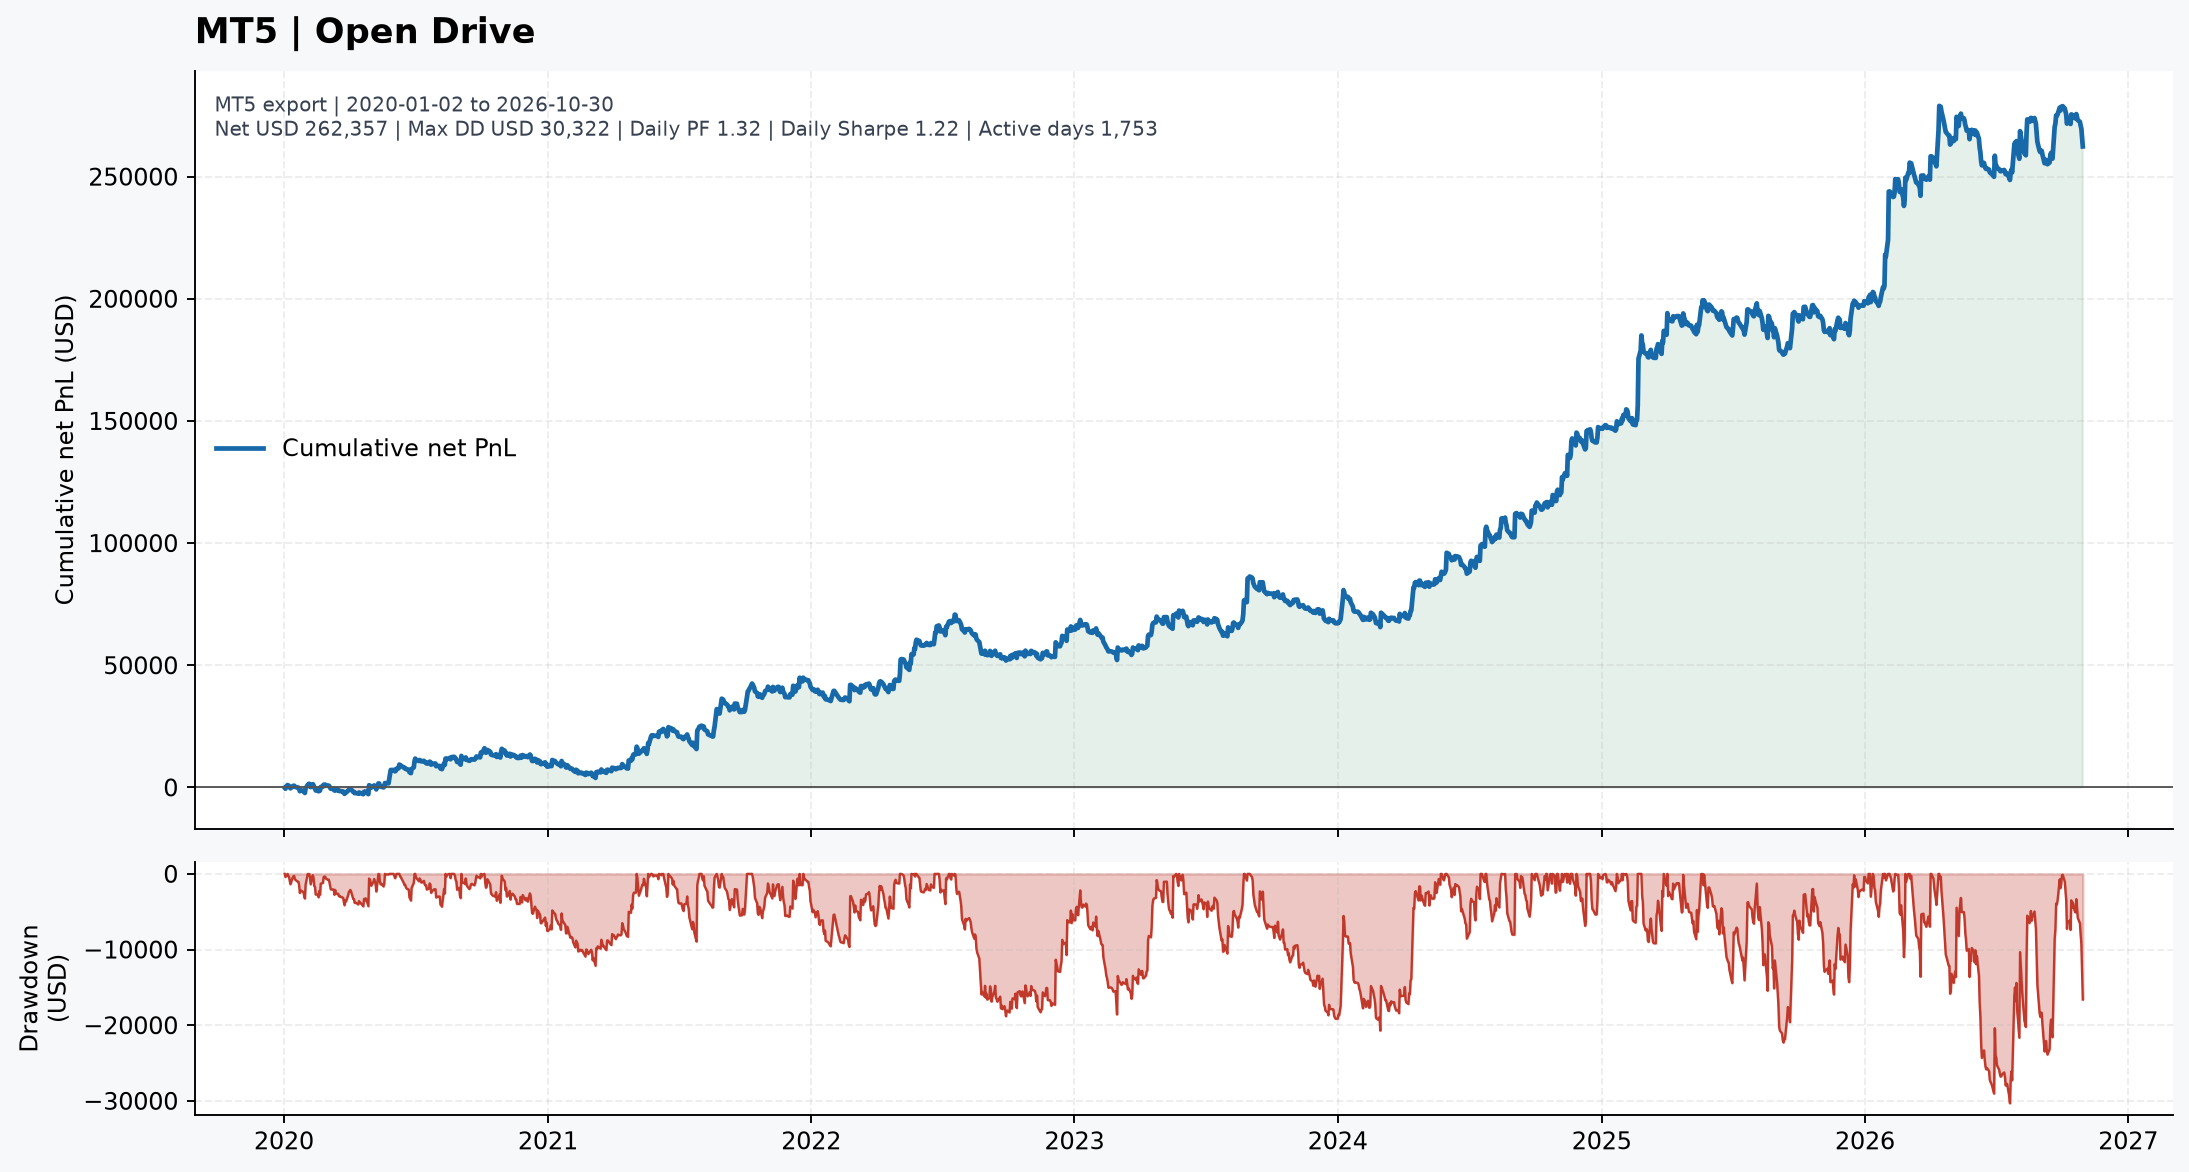 MT5 | Open Drive
MT5 export | 2020-01-02 to 2026-10-30
Net USD 262,357 | Max DD USD 30,322 | Daily PF 1.32 | Daily Sharpe 1.22 | Active days 1,753
Cumulative net PnL (USD)
250000
200000
150000
100000
50000
0
Cumulative net PnL
Drawdown
(USD)
0
−10000
−20000
−30000
2020 2021 2022 2023 2024 2025 2026 2027